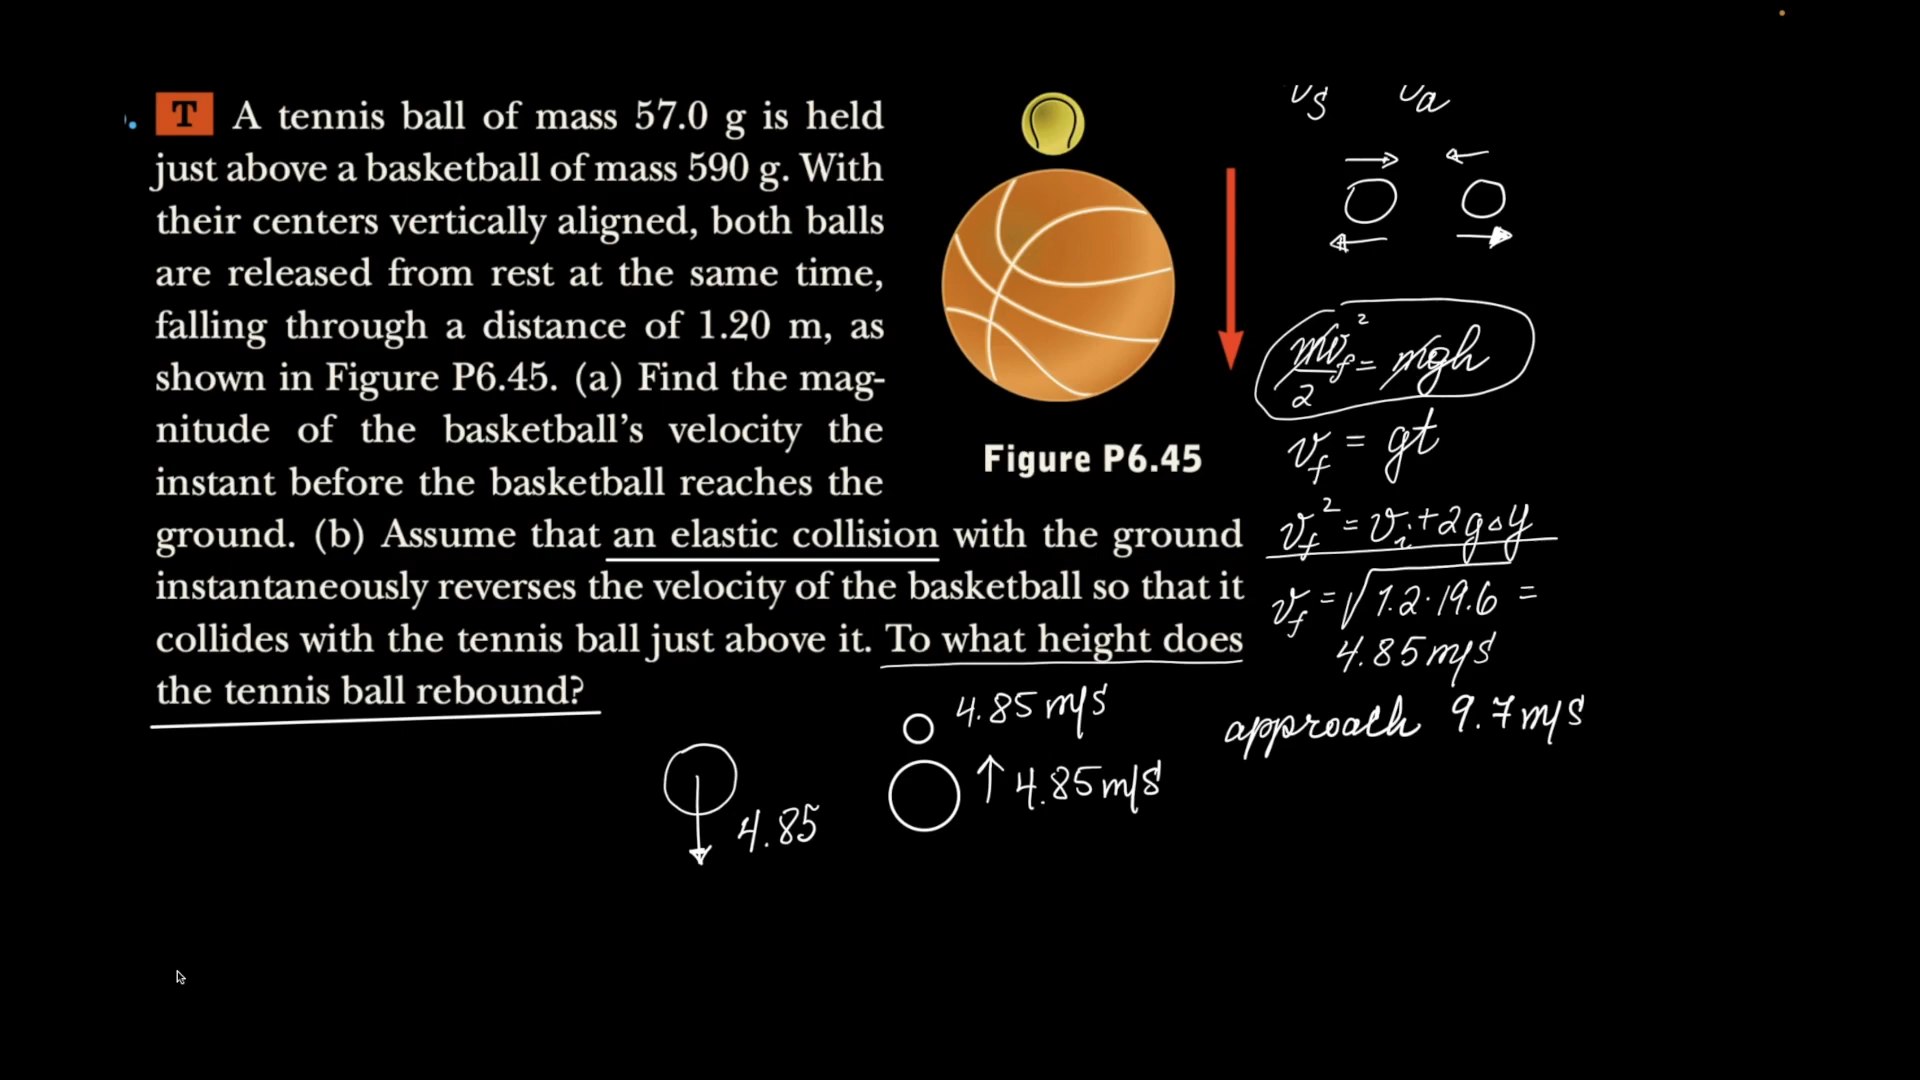 T A tennis ball of mass 57.0 g is held
just above a basketball of mass 590 g. With
their centers vertically aligned, both balls
are released from rest at the same time,
falling through a distance of 1.20 m, as
shown in Figure P6.45. (a) Find the mag-
nitude of the basketball’s velocity the
instant before the basketball reaches the
ground. (b) Assume that an elastic collision with the ground
instantaneously reverses the velocity of the basketball so that it
collides with the tennis ball just above it. To what height does
the tennis ball rebound?
Figure P6.45
vs va
mv_f²/2 = mgh
v_f = gt
v_f² = v_i + 2gΔy
v_f = √1.2·19.6 =
4.85 m/s
approach 9.7 m/s
4.85 m/s
↑ 4.85 m/s
4.85